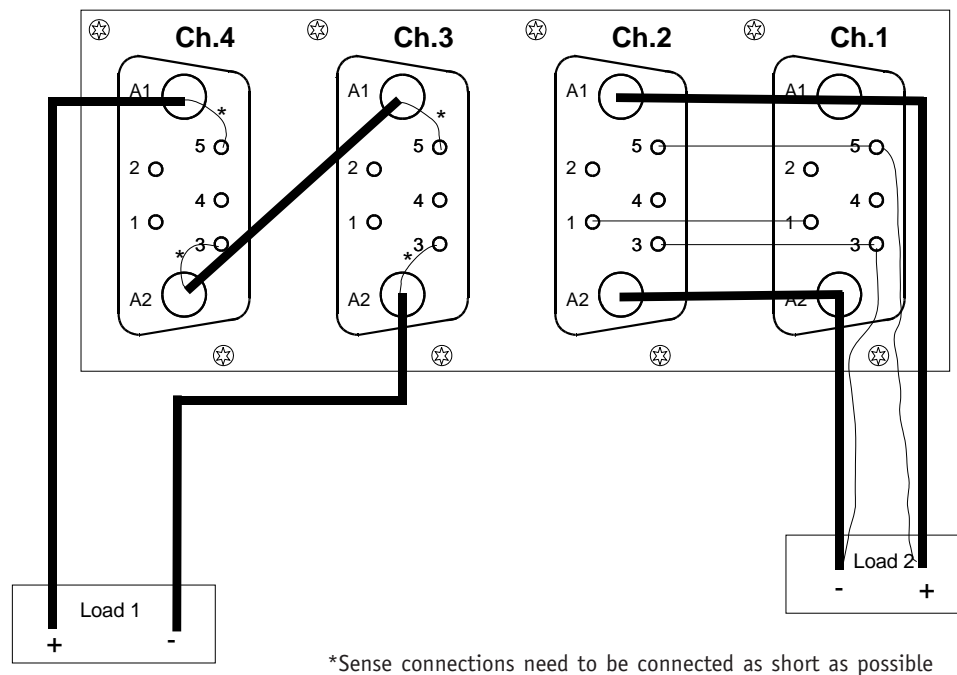 Ch.4 Ch.3 Ch.2 Ch.1
A1 A1 A1 A1
* *
5 5 5 5
2 2 2 2
4 4 4 4
1 1 1 1
3 3 3 3
* *
A2 A2 A2 A2
Load 2
- +
Load 1
+ -
*Sense connections need to be connected as short as possible